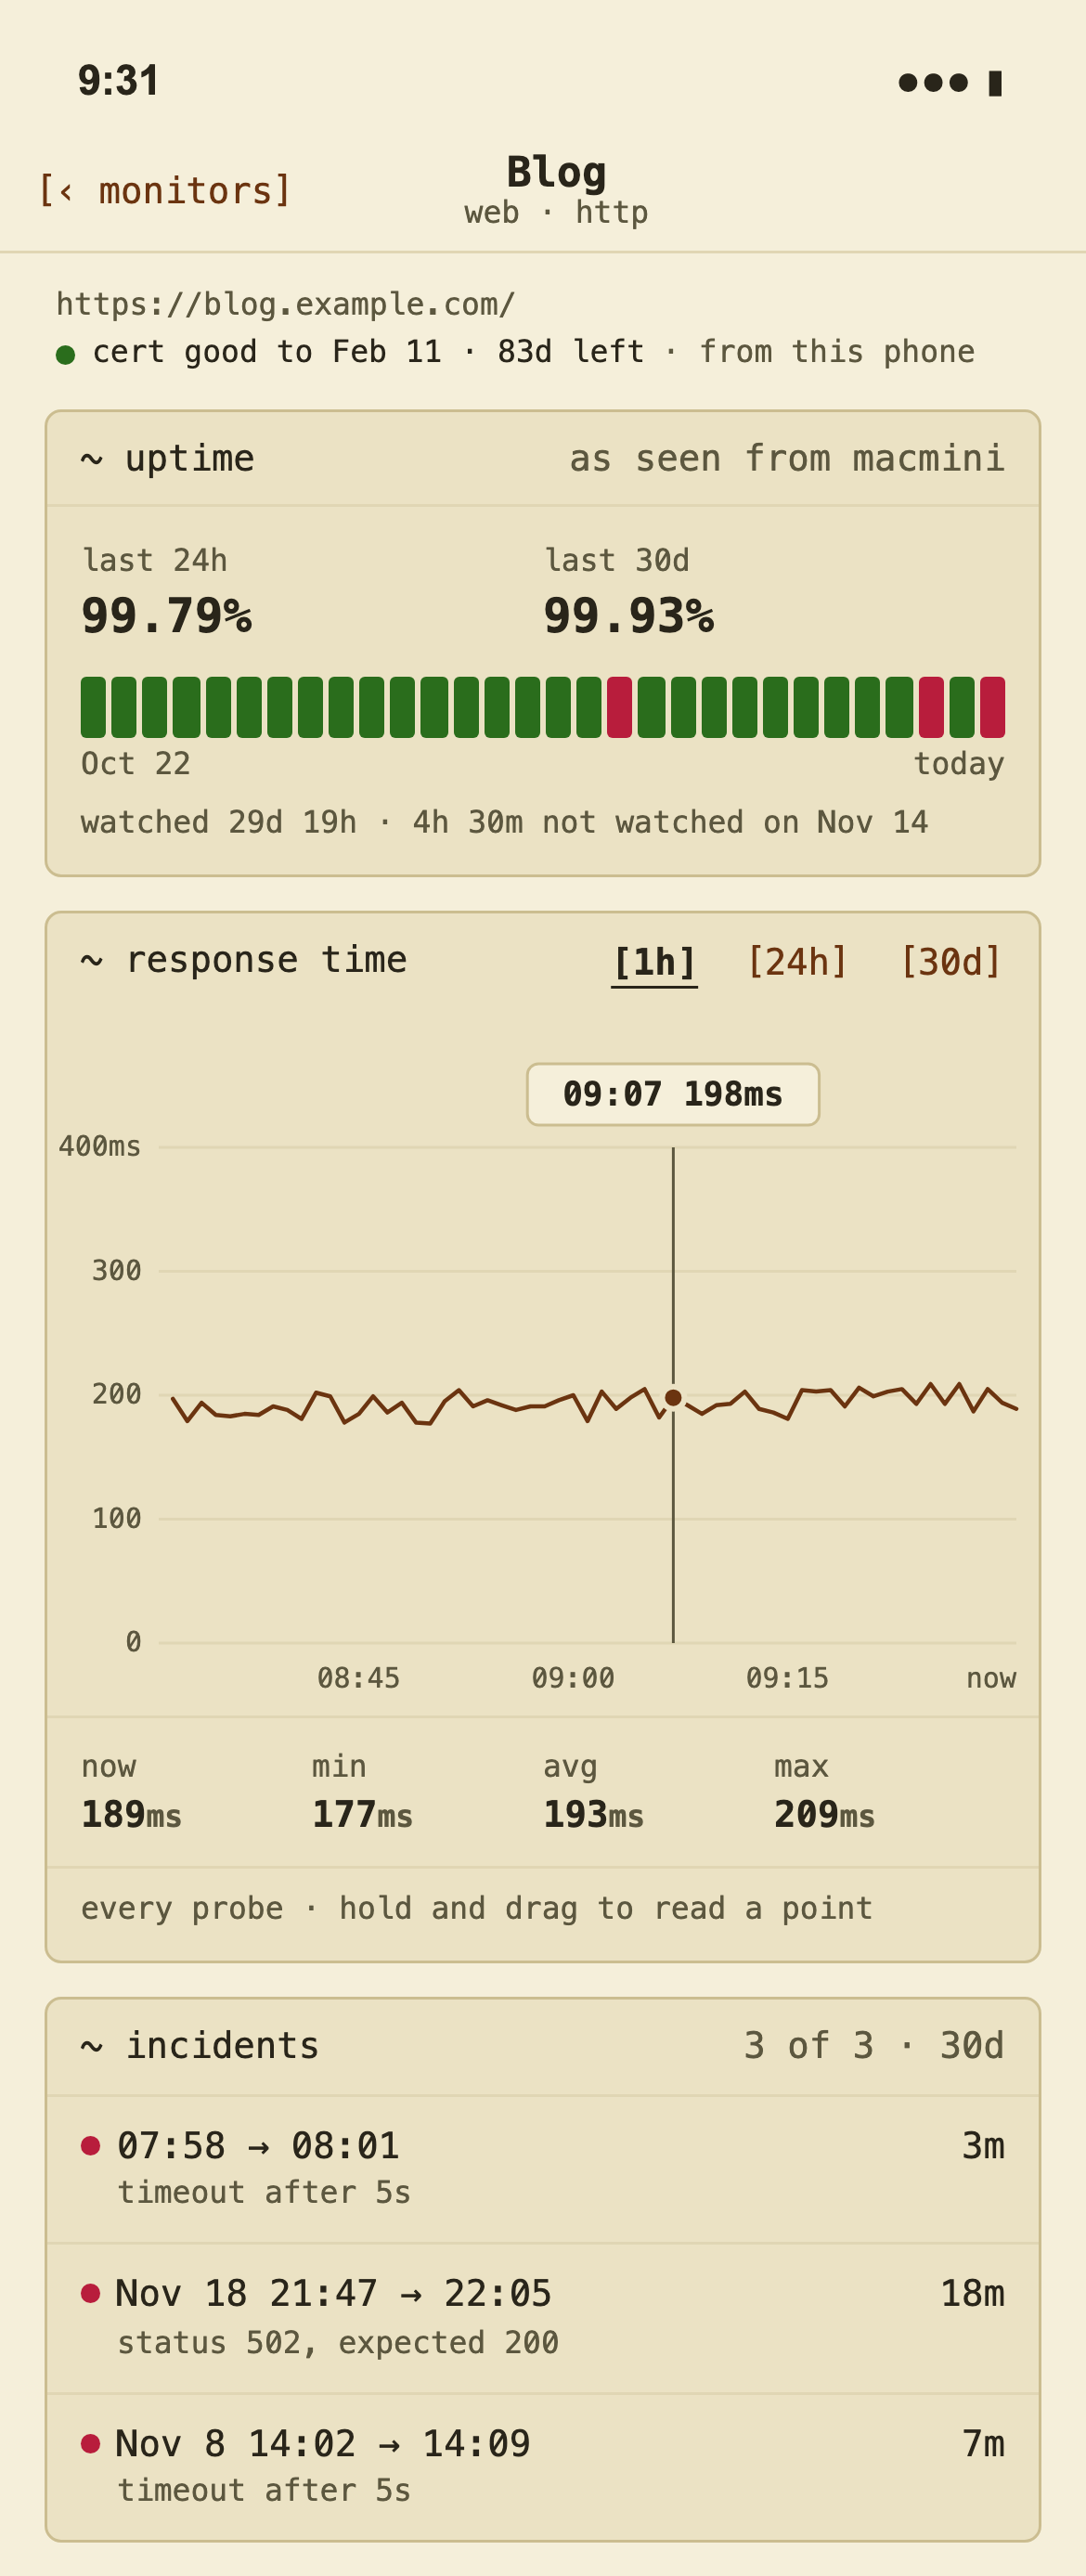 9:31
[‹ monitors]
Blog
web · http
https://blog.example.com/
cert good to Feb 11 · 83d left · from this phone
~ uptime as seen from macmini
last 24h last 30d
99.79% 99.93%
Oct 22 today
watched 29d 19h · 4h 30m not watched on Nov 14
~ response time [1h] [24h] [30d]
09:07 198ms
400ms
300
200
100
0
08:45 09:00 09:15 now
now min avg max
189ms 177ms 193ms 209ms
every probe · hold and drag to read a point
~ incidents 3 of 3 · 30d
07:58 → 08:01 3m
timeout after 5s
Nov 18 21:47 → 22:05 18m
status 502, expected 200
Nov 8 14:02 → 14:09 7m
timeout after 5s